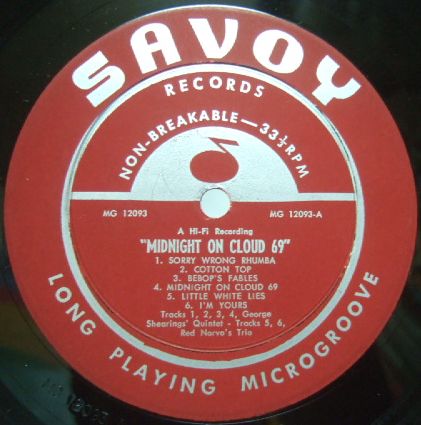 SAVOY
RECORDS
NON-BREAKABLE — 33⅓ RPM
MG 12093
MG 12093-A
A Hi-Fi Recording
"MIDNIGHT ON CLOUD 69"
1. SORRY WRONG RHUMBA
2. COTTON TOP
3. BEBOP'S FABLES
4. MIDNIGHT ON CLOUD 69
5. LITTLE WHITE LIES
6. I'M YOURS
Tracks 1, 2, 3, 4, George
Shearings' Quintet - Tracks 5, 6,
Red Norvo's Trio
LONG PLAYING MICROGROOVE